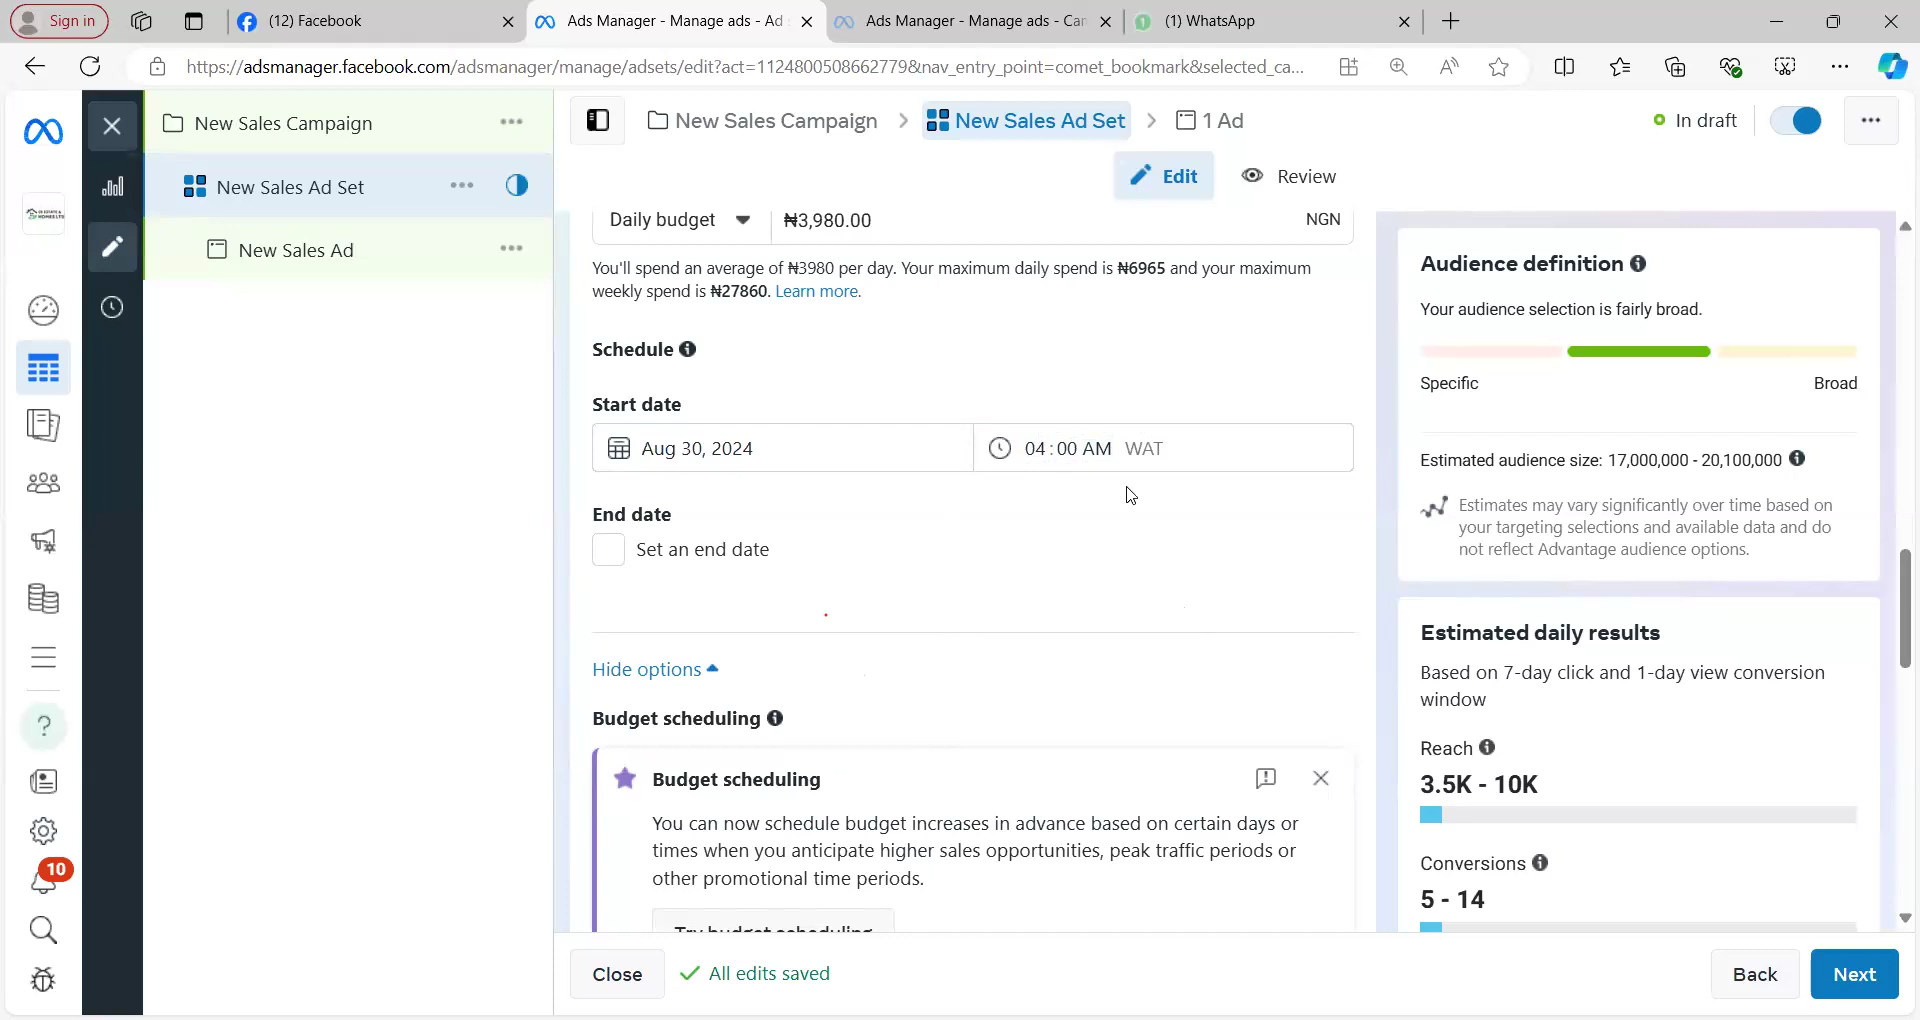 Sign in
(12) Facebook
Ads Manager - Manage ads - Ad
Ads Manager - Manage ads - Car
(1) WhatsApp
https://adsmanager.facebook.com/adsmanager/manage/adsets/edit?act=1124800508662779&nav_entry_point=comet_bookmark&selected_ca...
New Sales Campaign
New Sales Ad Set
New Sales Ad
New Sales Campaign
New Sales Ad Set
1 Ad
In draft
Edit
Review
Daily budget
₦3,980.00
NGN
You'll spend an average of ₦3980 per day. Your maximum daily spend is ₦6965 and your maximum
weekly spend is ₦27860. Learn more.
Schedule
Start date
Aug 30, 2024
04:00 AM WAT
End date
Set an end date
Hide options
Budget scheduling
Budget scheduling
You can now schedule budget increases in advance based on certain days or
times when you anticipate higher sales opportunities, peak traffic periods or
other promotional time periods.
Try budget scheduling
Audience definition
Your audience selection is fairly broad.
Specific
Broad
Estimated audience size: 17,000,000 - 20,100,000
Estimates may vary significantly over time based on
your targeting selections and available data and do
not reflect Advantage audience options.
Estimated daily results
Based on 7-day click and 1-day view conversion
window
Reach
3.5K - 10K
Conversions
5 - 14
10
Close
All edits saved
Back
Next